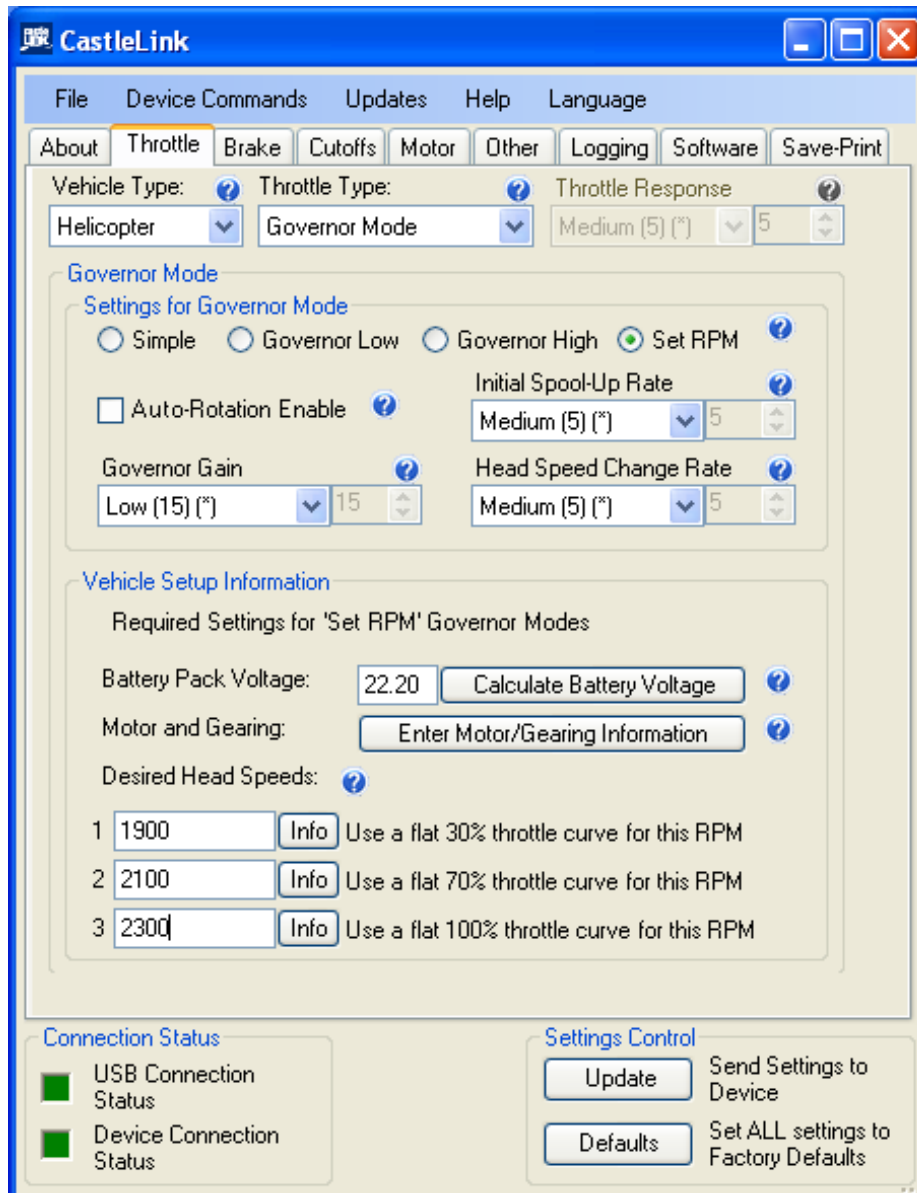 CastleLink
File Device Commands Updates Help Language
About Throttle Brake Cutoffs Motor Other Logging Software Save-Print
Vehicle Type: Throttle Type: Throttle Response
Helicopter Governor Mode Medium (5) (*) 5
Governor Mode
Settings for Governor Mode
Simple Governor Low Governor High Set RPM
Initial Spool-Up Rate
Auto-Rotation Enable
Medium (5) (*) 5
Governor Gain Head Speed Change Rate
Low (15) (*) 15 Medium (5) (*) 5
Vehicle Setup Information
Required Settings for 'Set RPM' Governor Modes
Battery Pack Voltage: 22.20 Calculate Battery Voltage
Motor and Gearing: Enter Motor/Gearing Information
Desired Head Speeds:
1 1900 Info Use a flat 30% throttle curve for this RPM
2 2100 Info Use a flat 70% throttle curve for this RPM
3 2300 Info Use a flat 100% throttle curve for this RPM
Connection Status
USB Connection
Status
Device Connection
Status
Settings Control
Update Send Settings to
Device
Defaults Set ALL settings to
Factory Defaults